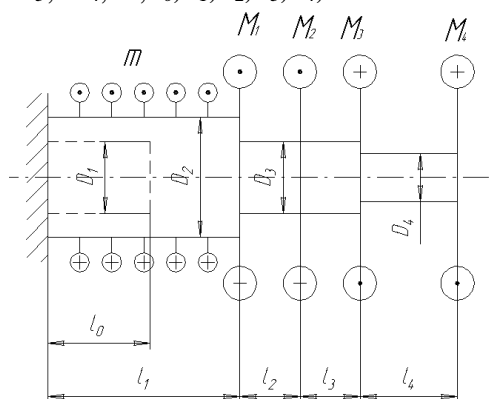 m M₁ M₂ M₃ M₄
D₁ D₂ D₃ D₄
l₀
l₁ l₂ l₃ l₄